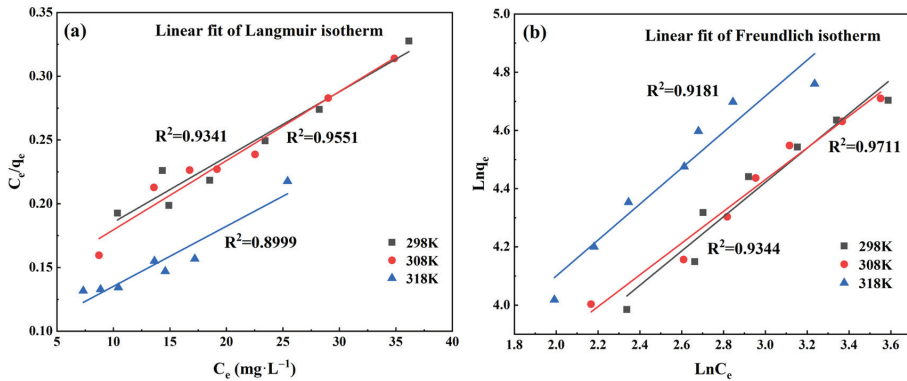 (a)
Linear fit of Langmuir isotherm
R²=0.9341
R²=0.9551
R²=0.8999
298K
308K
318K
Cₑ/qₑ
0.35
0.30
0.25
0.20
0.15
0.10
5
10
15
20
25
30
35
40
Cₑ (mg·L⁻¹)
(b)
Linear fit of Freundlich isotherm
R²=0.9181
R²=0.9711
R²=0.9344
298K
308K
318K
Lnqₑ
4.8
4.4
4.2
4.0
1.8
2.0
2.2
2.4
2.6
2.8
3.0
3.2
3.4
3.6
LnCₑ